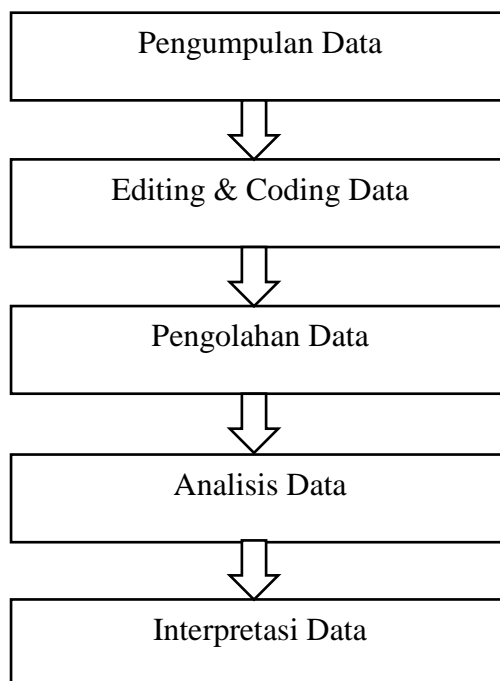 Pengumpulan Data
Editing & Coding Data
Pengolahan Data
Analisis Data
Interpretasi Data